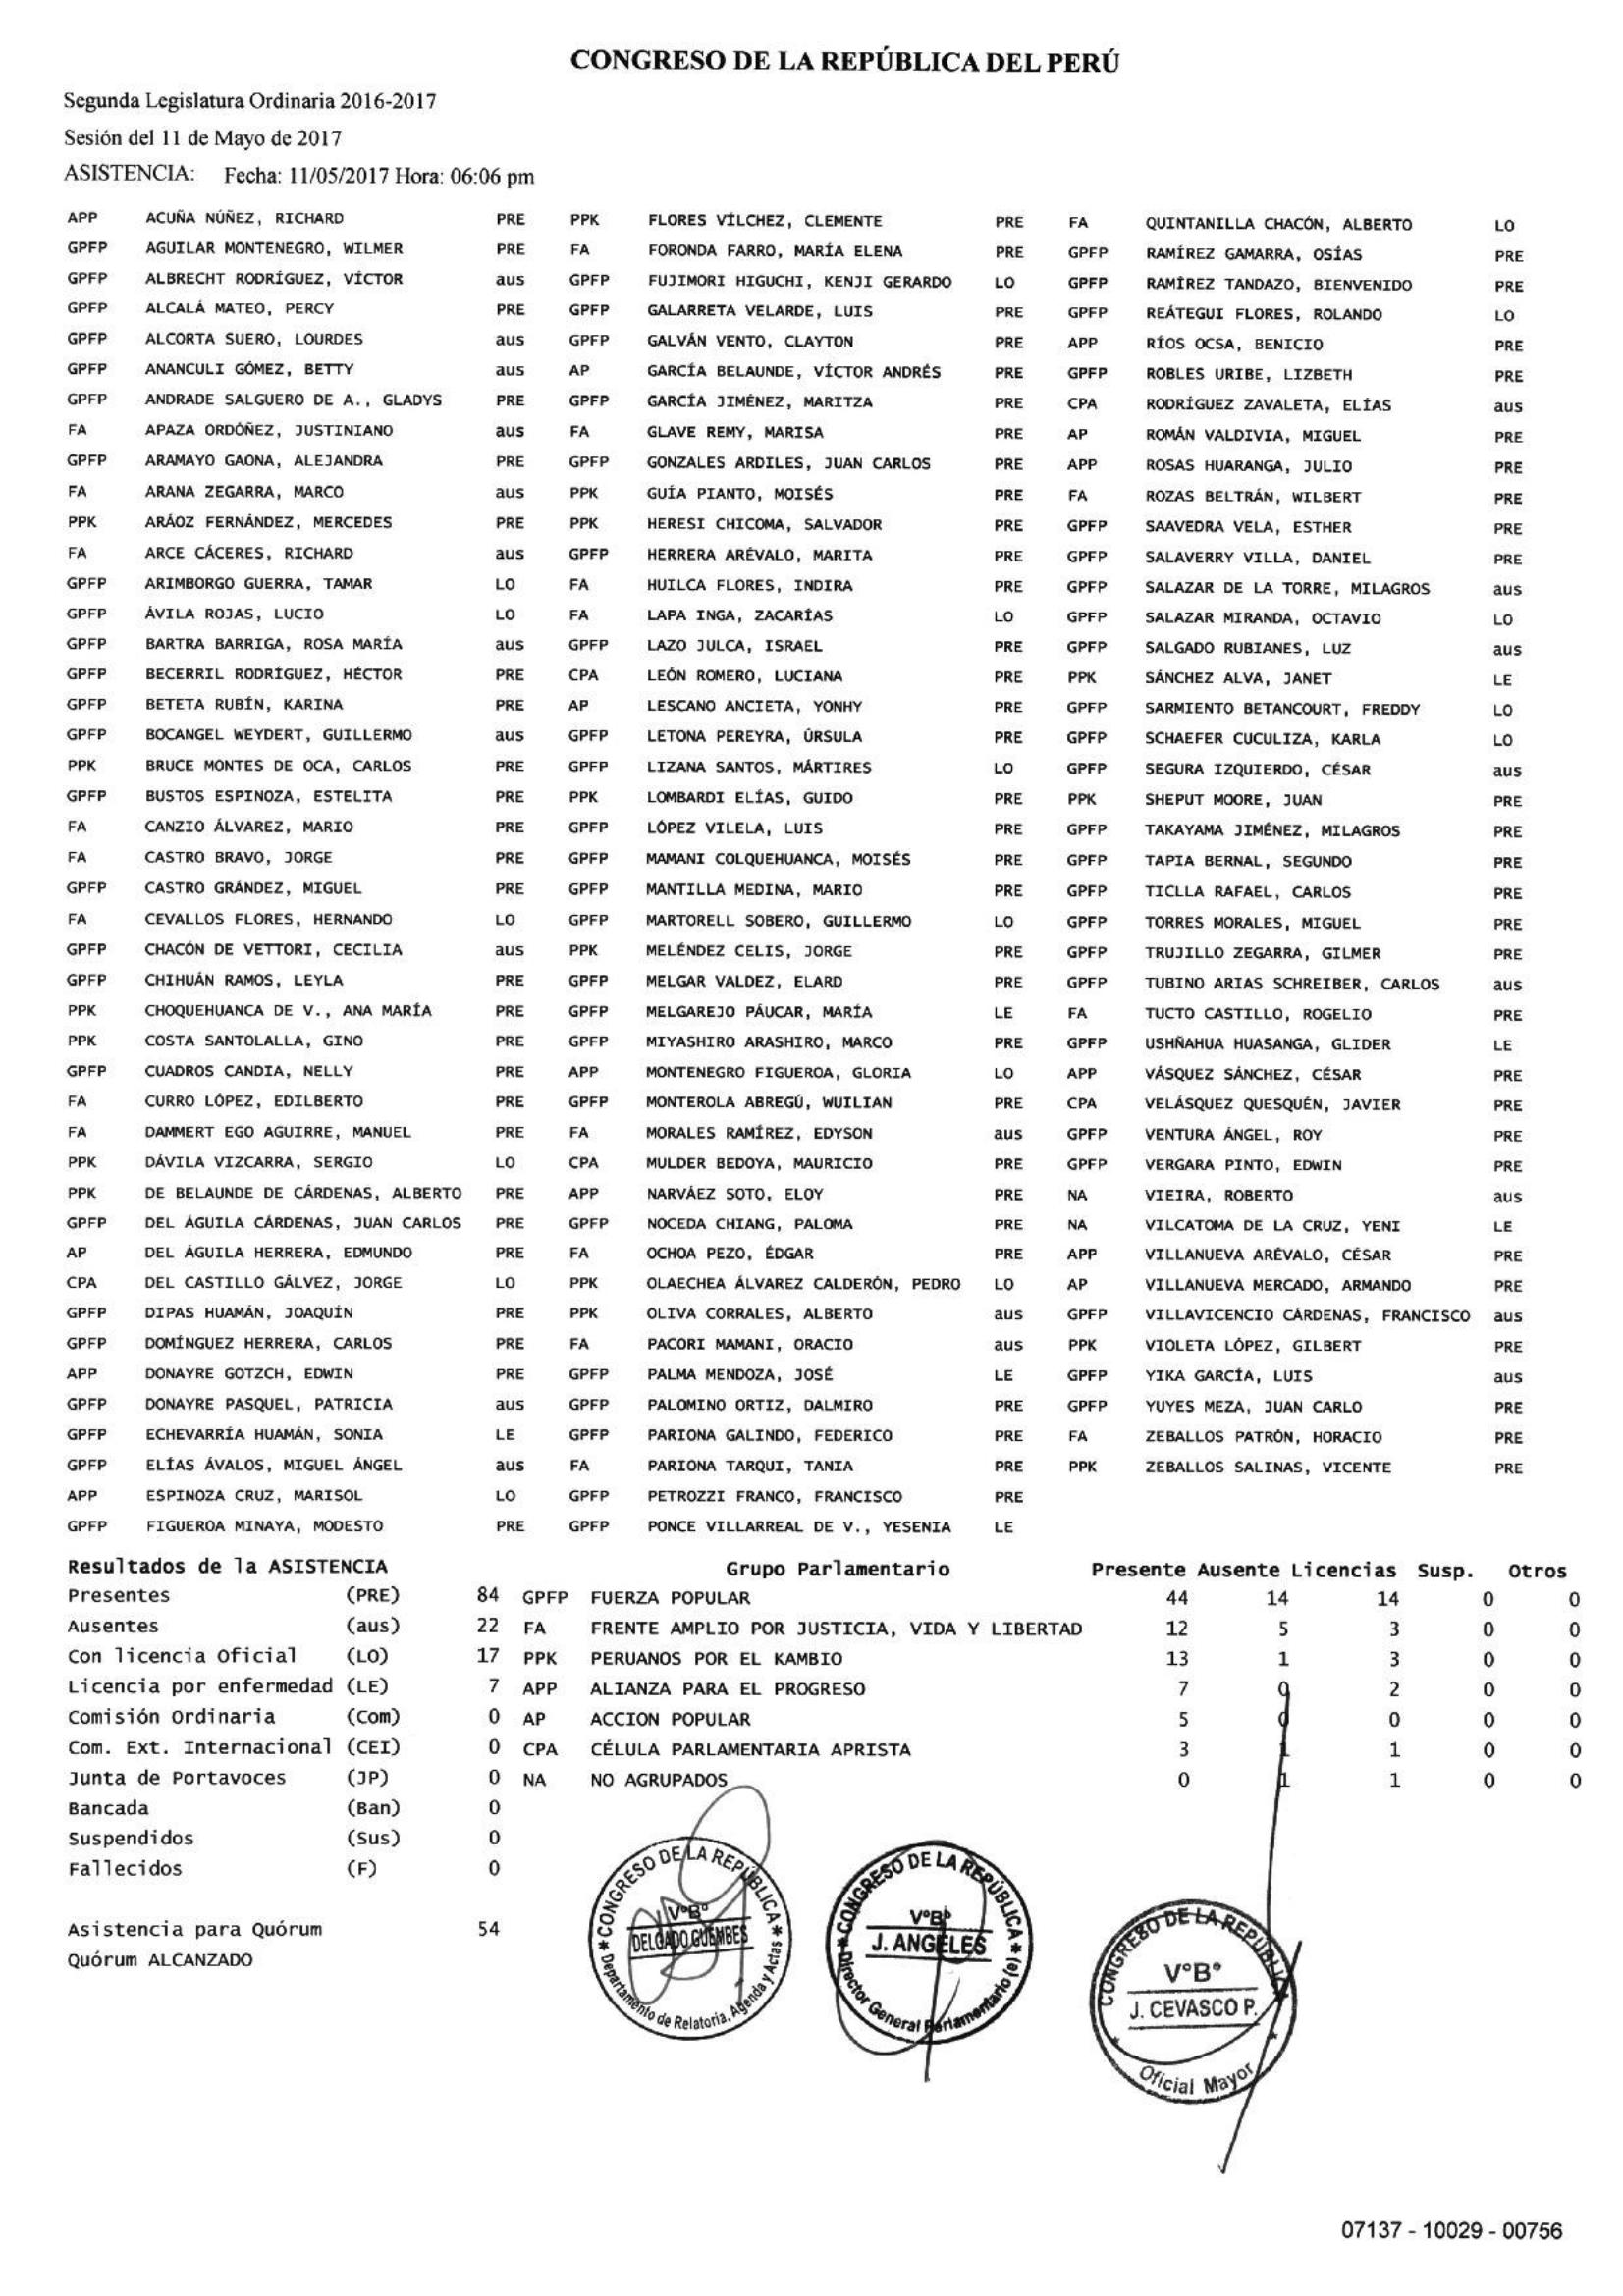 CONGRESO DE LA REPÚBLICA DEL PERÚ
Segunda Legislatura Ordinaria 2016-2017
Sesión del 11 de Mayo de 2017
ASISTENCIA: Fecha: 11/05/2017 Hora: 06:06 pm
APP ACUÑA NÚÑEZ, RICHARD PRE PPK FLORES VÍLCHEZ, CLEMENTE PRE FA QUINTANILLA CHACÓN, ALBERTO LO
GPFP AGUILAR MONTENEGRO, WILMER PRE FA FORONDA FARRO, MARÍA ELENA PRE GPFP RAMÍREZ GAMARRA, OSÍAS PRE
GPFP ALBRECHT RODRÍGUEZ, VÍCTOR aus GPFP FUJIMORI HIGUCHI, KENJI GERARDO LO GPFP RAMÍREZ TANDAZO, BIENVENIDO PRE
GPFP ALCALÁ MATEO, PERCY PRE GPFP GALARRETA VELARDE, LUIS PRE GPFP REÁTEGUI FLORES, ROLANDO LO
GPFP ALCORTA SUERO, LOURDES aus GPFP GALVÁN VENTO, CLAYTON PRE APP RÍOS OCSA, BENICIO PRE
GPFP ANANCULI GÓMEZ, BETTY aus AP GARCÍA BELAUNDE, VÍCTOR ANDRÉS PRE GPFP ROBLES URIBE, LIZBETH PRE
GPFP ANDRADE SALGUERO DE A., GLADYS PRE GPFP GARCÍA JIMÉNEZ, MARITZA PRE CPA RODRÍGUEZ ZAVALETA, ELÍAS aus
FA APAZA ORDÓÑEZ, JUSTINIANO aus FA GLAVE REMY, MARISA PRE AP ROMÁN VALDIVIA, MIGUEL PRE
GPFP ARAMAYO GAONA, ALEJANDRA PRE GPFP GONZALES ARDILES, JUAN CARLOS PRE APP ROSAS HUARANGA, JULIO PRE
FA ARANA ZEGARRA, MARCO aus PPK GUÍA PIANTO, MOISÉS PRE FA ROZAS BELTRÁN, WILBERT PRE
PPK ARÁOZ FERNÁNDEZ, MERCEDES PRE PPK HERESI CHICOMA, SALVADOR PRE GPFP SAAVEDRA VELA, ESTHER PRE
FA ARCE CÁCERES, RICHARD aus GPFP HERRERA ARÉVALO, MARITA PRE GPFP SALAVERRY VILLA, DANIEL PRE
GPFP ARIMBORGO GUERRA, TAMAR LO FA HUILCA FLORES, INDIRA PRE GPFP SALAZAR DE LA TORRE, MILAGROS aus
GPFP ÁVILA ROJAS, LUCIO LO FA LAPA INGA, ZACARÍAS LO GPFP SALAZAR MIRANDA, OCTAVIO LO
GPFP BARTRA BARRIGA, ROSA MARÍA aus GPFP LAZO JULCA, ISRAEL PRE GPFP SALGADO RUBIANES, LUZ aus
GPFP BECERRIL RODRÍGUEZ, HÉCTOR PRE CPA LEÓN ROMERO, LUCIANA PRE PPK SÁNCHEZ ALVA, JANET LE
GPFP BETETA RUBÍN, KARINA PRE AP LESCANO ANCIETA, YONHY PRE GPFP SARMIENTO BETANCOURT, FREDDY LO
GPFP BOCANGEL WEYDERT, GUILLERMO aus GPFP LETONA PEREYRA, ÚRSULA PRE GPFP SCHAEFER CUCULIZA, KARLA LO
PPK BRUCE MONTES DE OCA, CARLOS PRE GPFP LIZANA SANTOS, MÁRTIRES LO GPFP SEGURA IZQUIERDO, CÉSAR aus
GPFP BUSTOS ESPINOZA, ESTELITA PRE PPK LOMBARDI ELÍAS, GUIDO PRE PPK SHEPUT MOORE, JUAN PRE
FA CANZIO ÁLVAREZ, MARIO PRE GPFP LÓPEZ VILELA, LUIS PRE GPFP TAKAYAMA JIMÉNEZ, MILAGROS PRE
FA CASTRO BRAVO, JORGE PRE GPFP MAMANI COLQUEHUANCA, MOISÉS PRE GPFP TAPIA BERNAL, SEGUNDO PRE
GPFP CASTRO GRÁNDEZ, MIGUEL PRE GPFP MANTILLA MEDINA, MARIO PRE GPFP TICLLA RAFAEL, CARLOS PRE
FA CEVALLOS FLORES, HERNANDO LO GPFP MARTORELL SOBERO, GUILLERMO LO GPFP TORRES MORALES, MIGUEL PRE
GPFP CHACÓN DE VETTORI, CECILIA aus PPK MELÉNDEZ CELIS, JORGE PRE GPFP TRUJILLO ZEGARRA, GILMER PRE
GPFP CHIHUÁN RAMOS, LEYLA PRE GPFP MELGAR VALDEZ, ELARD PRE GPFP TUBINO ARIAS SCHREIBER, CARLOS aus
PPK CHOQUEHUANCA DE V., ANA MARÍA PRE GPFP MELGAREJO PÁUCAR, MARÍA LE FA TUCTO CASTILLO, ROGELIO PRE
PPK COSTA SANTOLALLA, GINO PRE GPFP MIYASHIRO ARASHIRO, MARCO PRE GPFP USHÑAHUA HUASANGA, GLIDER LE
GPFP CUADROS CANDIA, NELLY PRE APP MONTENEGRO FIGUEROA, GLORIA LO APP VÁSQUEZ SÁNCHEZ, CÉSAR PRE
FA CURRO LÓPEZ, EDILBERTO PRE GPFP MONTEROLA ABREGÚ, WUILIAN PRE CPA VELÁSQUEZ QUESQUÉN, JAVIER PRE
FA DAMMERT EGO AGUIRRE, MANUEL PRE FA MORALES RAMÍREZ, EDYSON aus GPFP VENTURA ÁNGEL, ROY PRE
PPK DÁVILA VIZCARRA, SERGIO LO CPA MULDER BEDOYA, MAURICIO PRE GPFP VERGARA PINTO, EDWIN PRE
PPK DE BELAUNDE DE CÁRDENAS, ALBERTO PRE APP NARVÁEZ SOTO, ELOY PRE NA VIEIRA, ROBERTO aus
GPFP DEL ÁGUILA CÁRDENAS, JUAN CARLOS PRE GPFP NOCEDA CHIANG, PALOMA PRE NA VILCATOMA DE LA CRUZ, YENI LE
AP DEL ÁGUILA HERRERA, EDMUNDO PRE FA OCHOA PEZO, ÉDGAR PRE APP VILLANUEVA ARÉVALO, CÉSAR PRE
CPA DEL CASTILLO GÁLVEZ, JORGE LO PPK OLAECHEA ÁLVAREZ CALDERÓN, PEDRO LO AP VILLANUEVA MERCADO, ARMANDO PRE
GPFP DIPAS HUAMÁN, JOAQUÍN PRE PPK OLIVA CORRALES, ALBERTO aus GPFP VILLAVICENCIO CÁRDENAS, FRANCISCO aus
GPFP DOMÍNGUEZ HERRERA, CARLOS PRE FA PACORI MAMANI, ORACIO aus PPK VIOLETA LÓPEZ, GILBERT PRE
APP DONAYRE GOTZCH, EDWIN PRE GPFP PALMA MENDOZA, JOSÉ LE GPFP YIKA GARCÍA, LUIS aus
GPFP DONAYRE PASQUEL, PATRICIA aus GPFP PALOMINO ORTIZ, DALMIRO PRE GPFP YUYES MEZA, JUAN CARLO PRE
GPFP ECHEVARRÍA HUAMÁN, SONIA LE GPFP PARIONA GALINDO, FEDERICO PRE FA ZEBALLOS PATRÓN, HORACIO PRE
GPFP ELÍAS ÁVALOS, MIGUEL ÁNGEL aus FA PARIONA TARQUI, TANIA PRE PPK ZEBALLOS SALINAS, VICENTE PRE
APP ESPINOZA CRUZ, MARISOL LO GPFP PETROZZI FRANCO, FRANCISCO PRE
GPFP FIGUEROA MINAYA, MODESTO PRE GPFP PONCE VILLARREAL DE V., YESENIA LE
Resultados de la ASISTENCIA Grupo Parlamentario Presente Ausente Licencias Susp. Otros
Presentes (PRE) 84 GPFP FUERZA POPULAR 44 14 14 0 0
Ausentes (aus) 22 FA FRENTE AMPLIO POR JUSTICIA, VIDA Y LIBERTAD 12 5 3 0 0
Con licencia Oficial (LO) 17 PPK PERUANOS POR EL KAMBIO 13 1 3 0 0
Licencia por enfermedad (LE) 7 APP ALIANZA PARA EL PROGRESO 7 0 2 0 0
Comisión Ordinaria (Com) 0 AP ACCION POPULAR 5 0 0 0 0
Com. Ext. Internacional (CEI) 0 CPA CÉLULA PARLAMENTARIA APRISTA 3 1 1 0 0
Junta de Portavoces (JP) 0 NA NO AGRUPADOS 0 1 1 0 0
Bancada (Ban) 0
Suspendidos (Sus) 0
Fallecidos (F) 0
Asistencia para Quórum 54
Quórum ALCANZADO
CONGRESO DE LA REPÚBLICA
V°B°
DELGADO GUEMBES
Departamento de Relatoría, Agenda y Actas
CONGRESO DE LA REPÚBLICA
V°B°
J. ANGELES
Director General Parlamentario (e)
CONGRESO DE LA REPÚBLICA
V°B°
J. CEVASCO P.
Oficial Mayor
07137 - 10029 - 00756